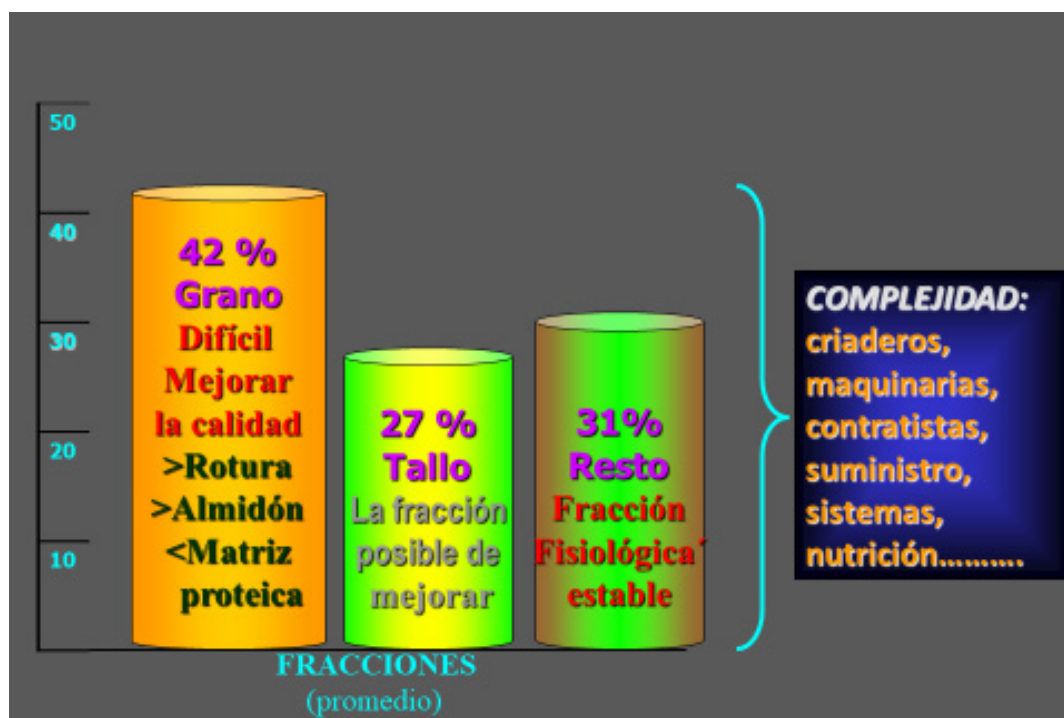 50
40
30
20
10
42 %
Grano
Difícil
Mejorar
la calidad
>Rotura
>Almidón
<Matriz
proteica
27 %
Tallo
La fracción
posible de
mejorar
31%
Resto
Fracción
Fisiológica´
estable
COMPLEJIDAD:
criaderos,
maquinarias,
contratistas,
suministro,
sistemas,
nutrición..........
FRACCIONES
(promedio)